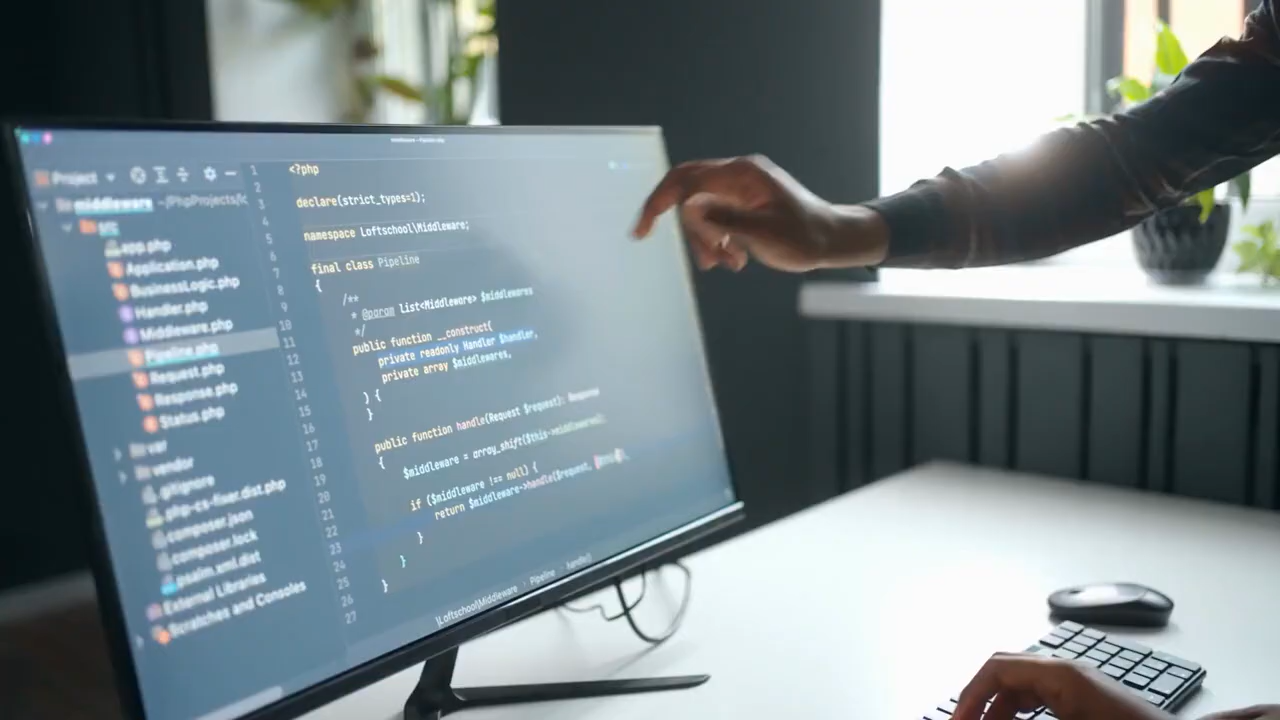 Project
middleware ~/PhpProjects/
src
app.php
Application.php
BusinessLogic.php
Handler.php
Middleware.php
Pipeline.php
Request.php
Response.php
Status.php
var
vendor
.gitignore
.php-cs-fixer.dist.php
composer.json
composer.lock
psalm.xml.dist
External Libraries
Scratches and Consoles
1 <?php
2
3 declare(strict_types=1);
4
5 namespace Loftschool\Middleware;
6
7 final class Pipeline
8 {
9 /**
10 * @param list<Middleware> $middlewares
11 */
12 public function __construct(
13 private readonly Handler $handler,
14 private array $middlewares,
15 ) {
16 }
17
18 public function handle(Request $request): Response
19 {
20 $middleware = array_shift($this->middlewares);
21
22 if ($middleware !== null) {
23 return $middleware->handle($request, $this);
24 }
25 }
26 }
27
\Loftschool\Middleware › Pipeline › handle()